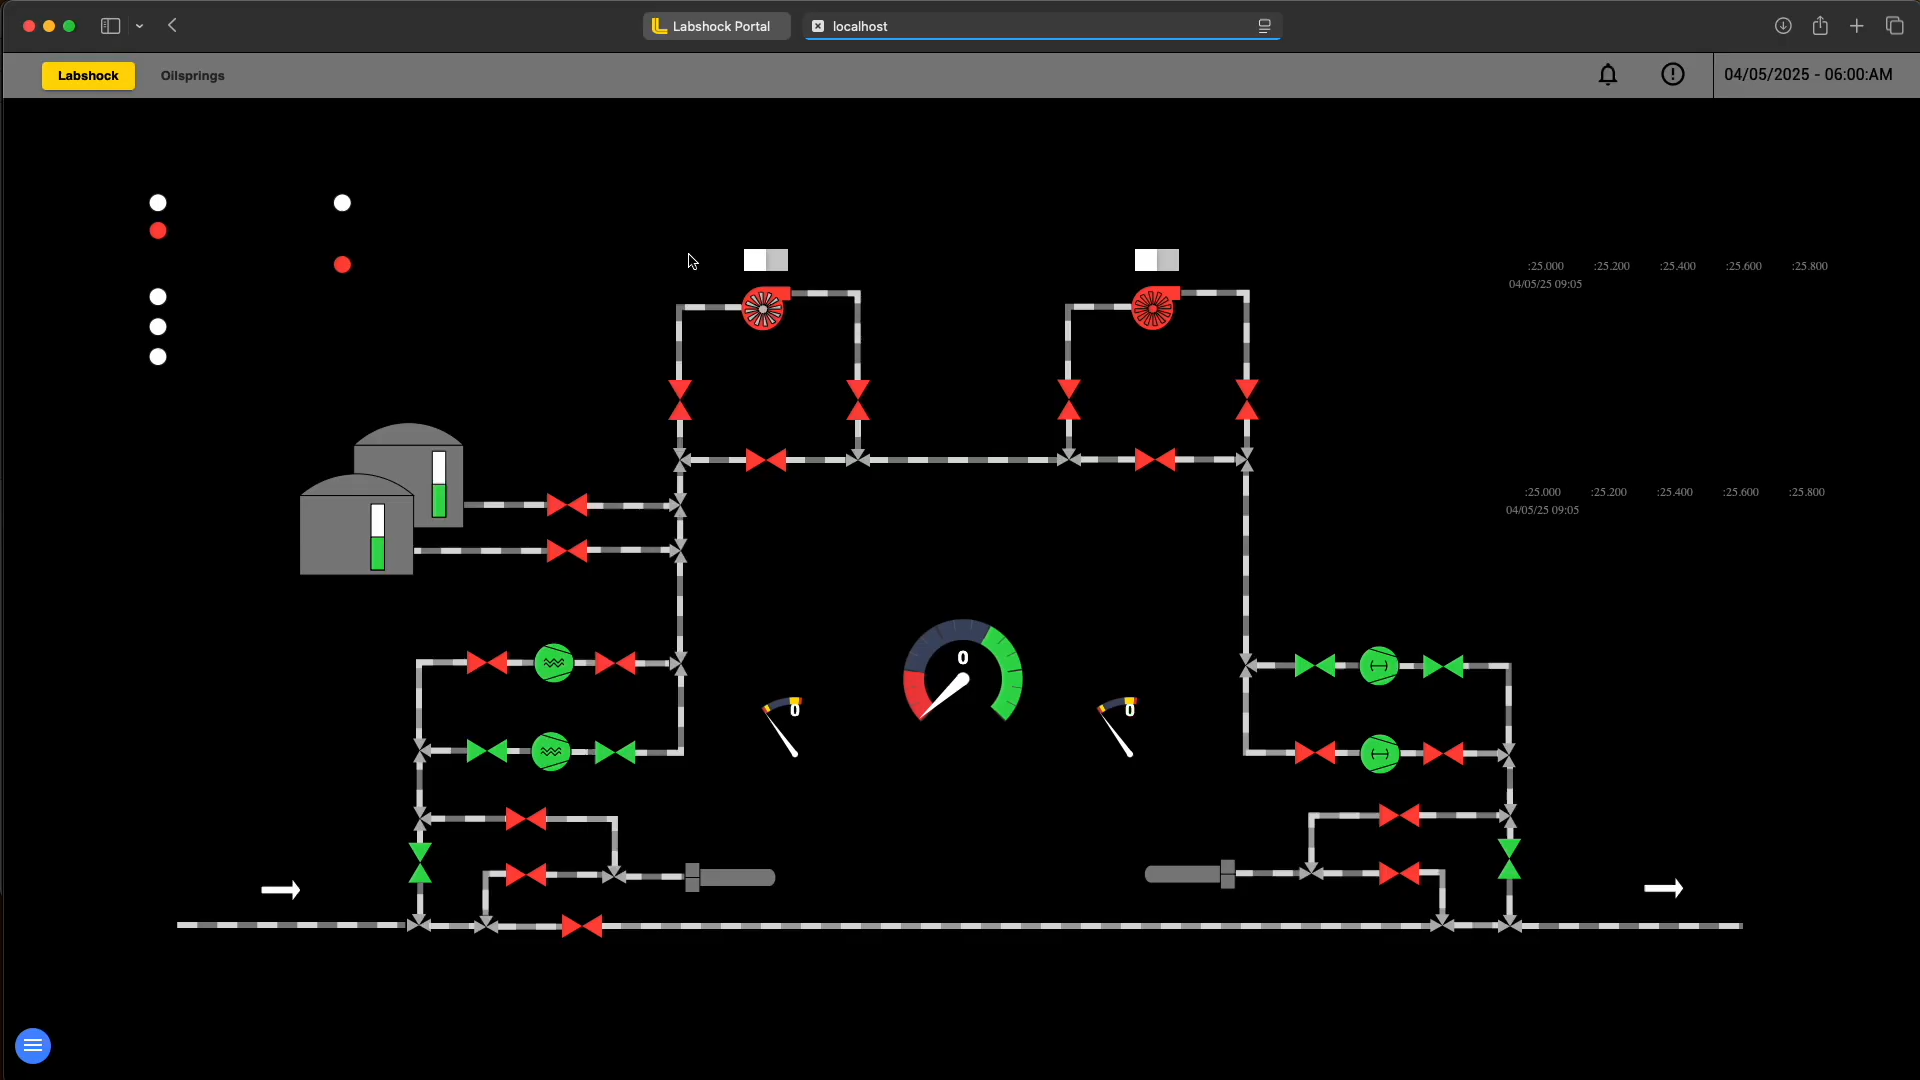 Labshock Portal
localhost
Labshock
Oilsprings
04/05/2025 - 06:00:AM
:25.000 :25.200 :25.400 :25.600 :25.800
04/05/25 09:05
:25.000 :25.200 :25.400 :25.600 :25.800
04/05/25 09:05
0
0
0